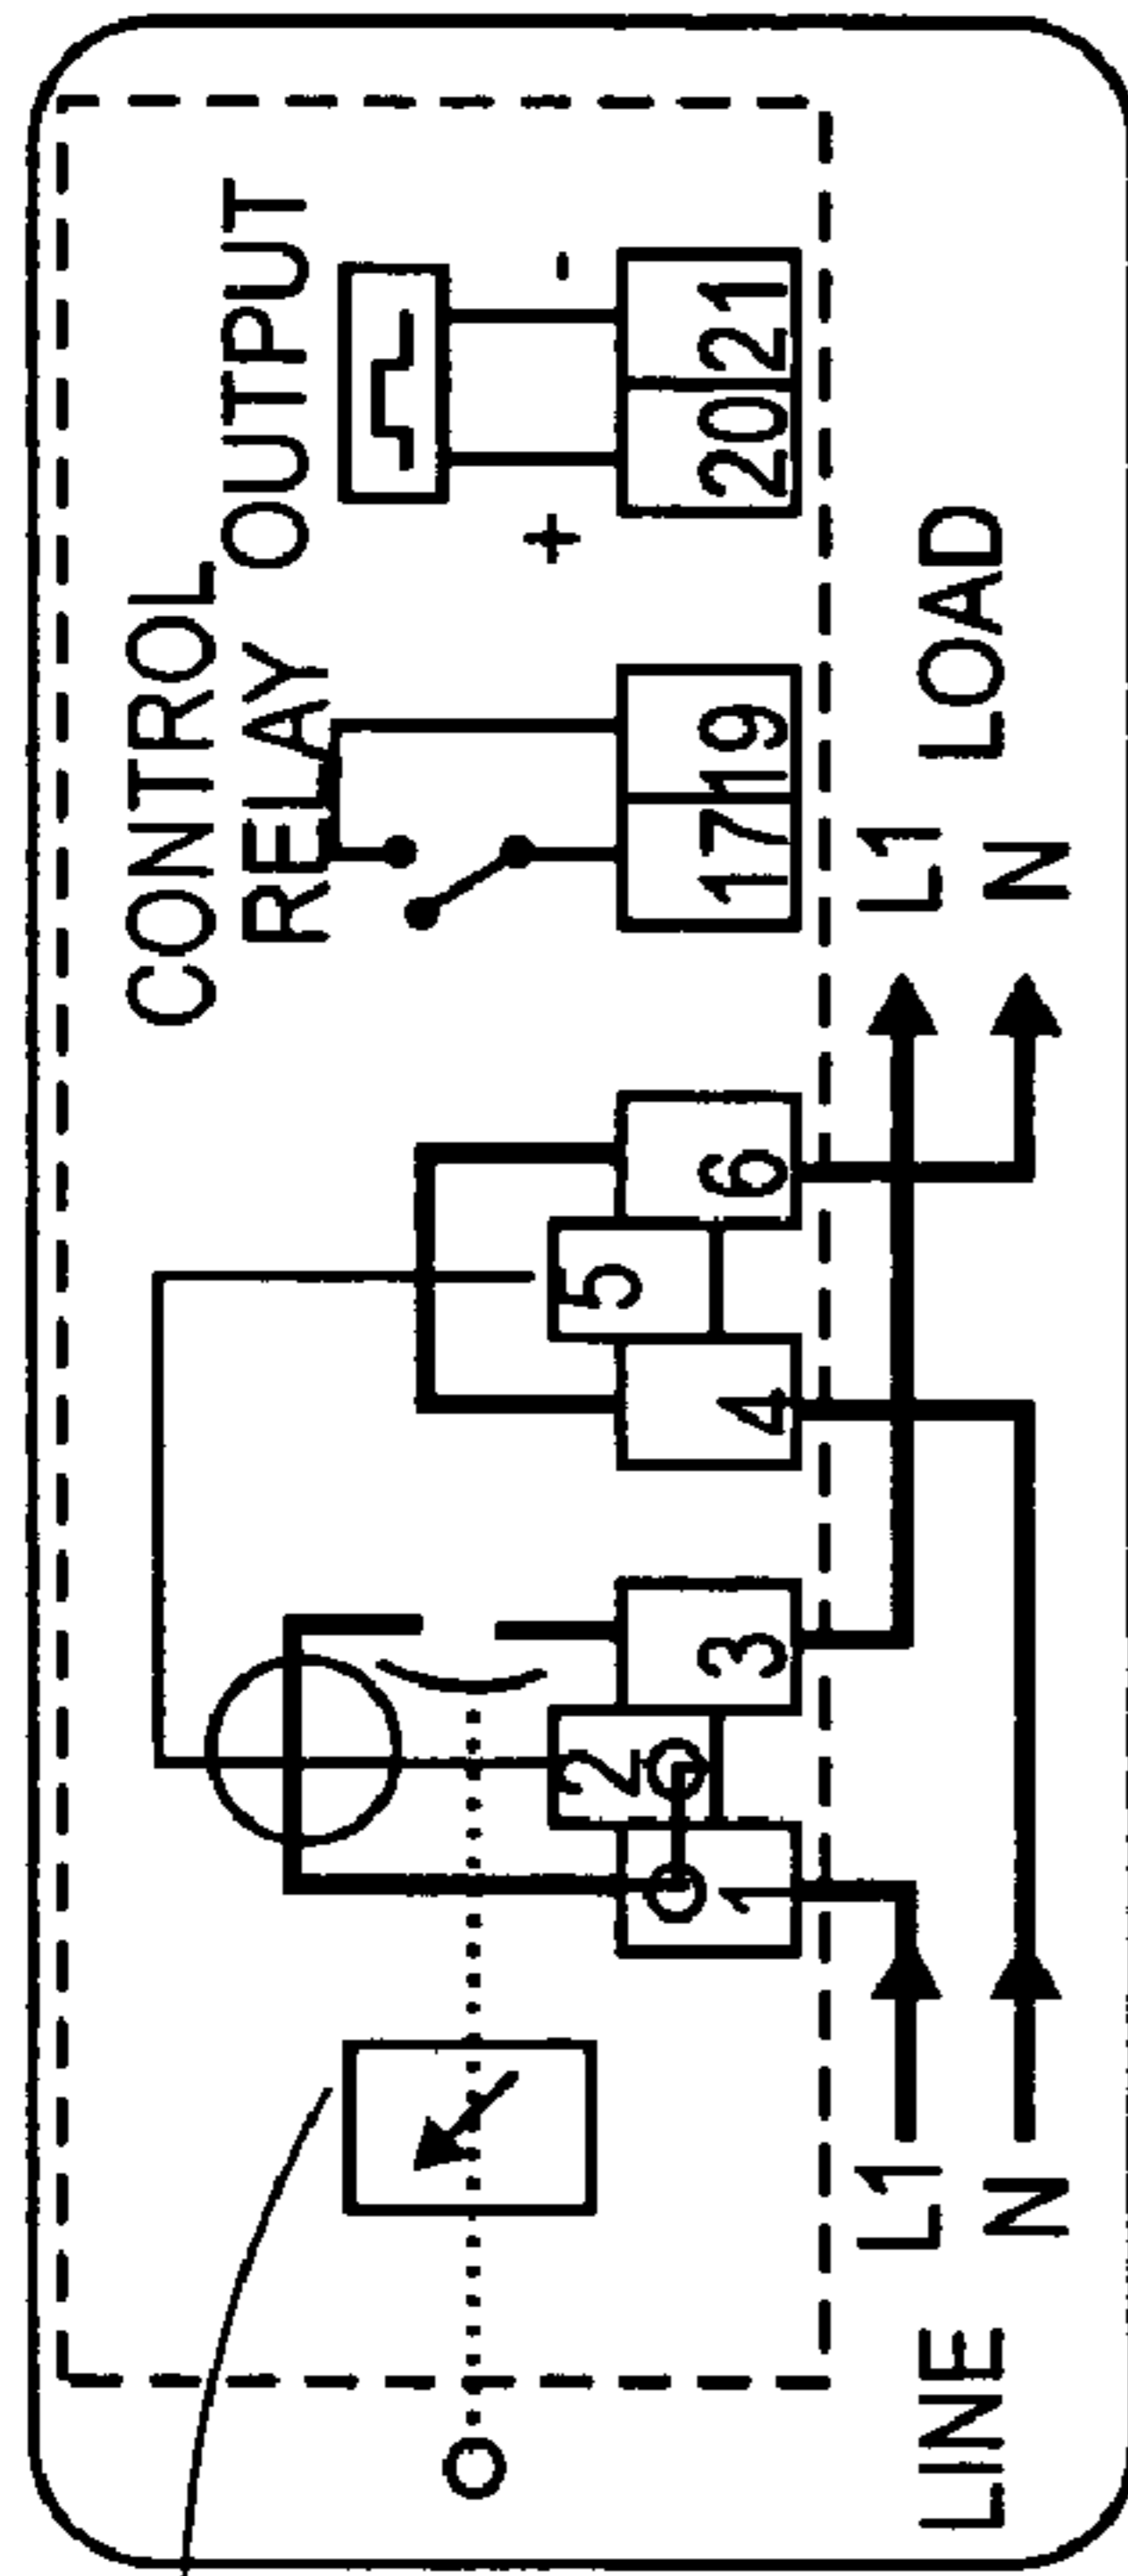 CONTROL
RELAY
OUTPUT
+ -
1 2 3
4 5 6
17 19
20 21
L1
N
LINE
L1
N
LOAD